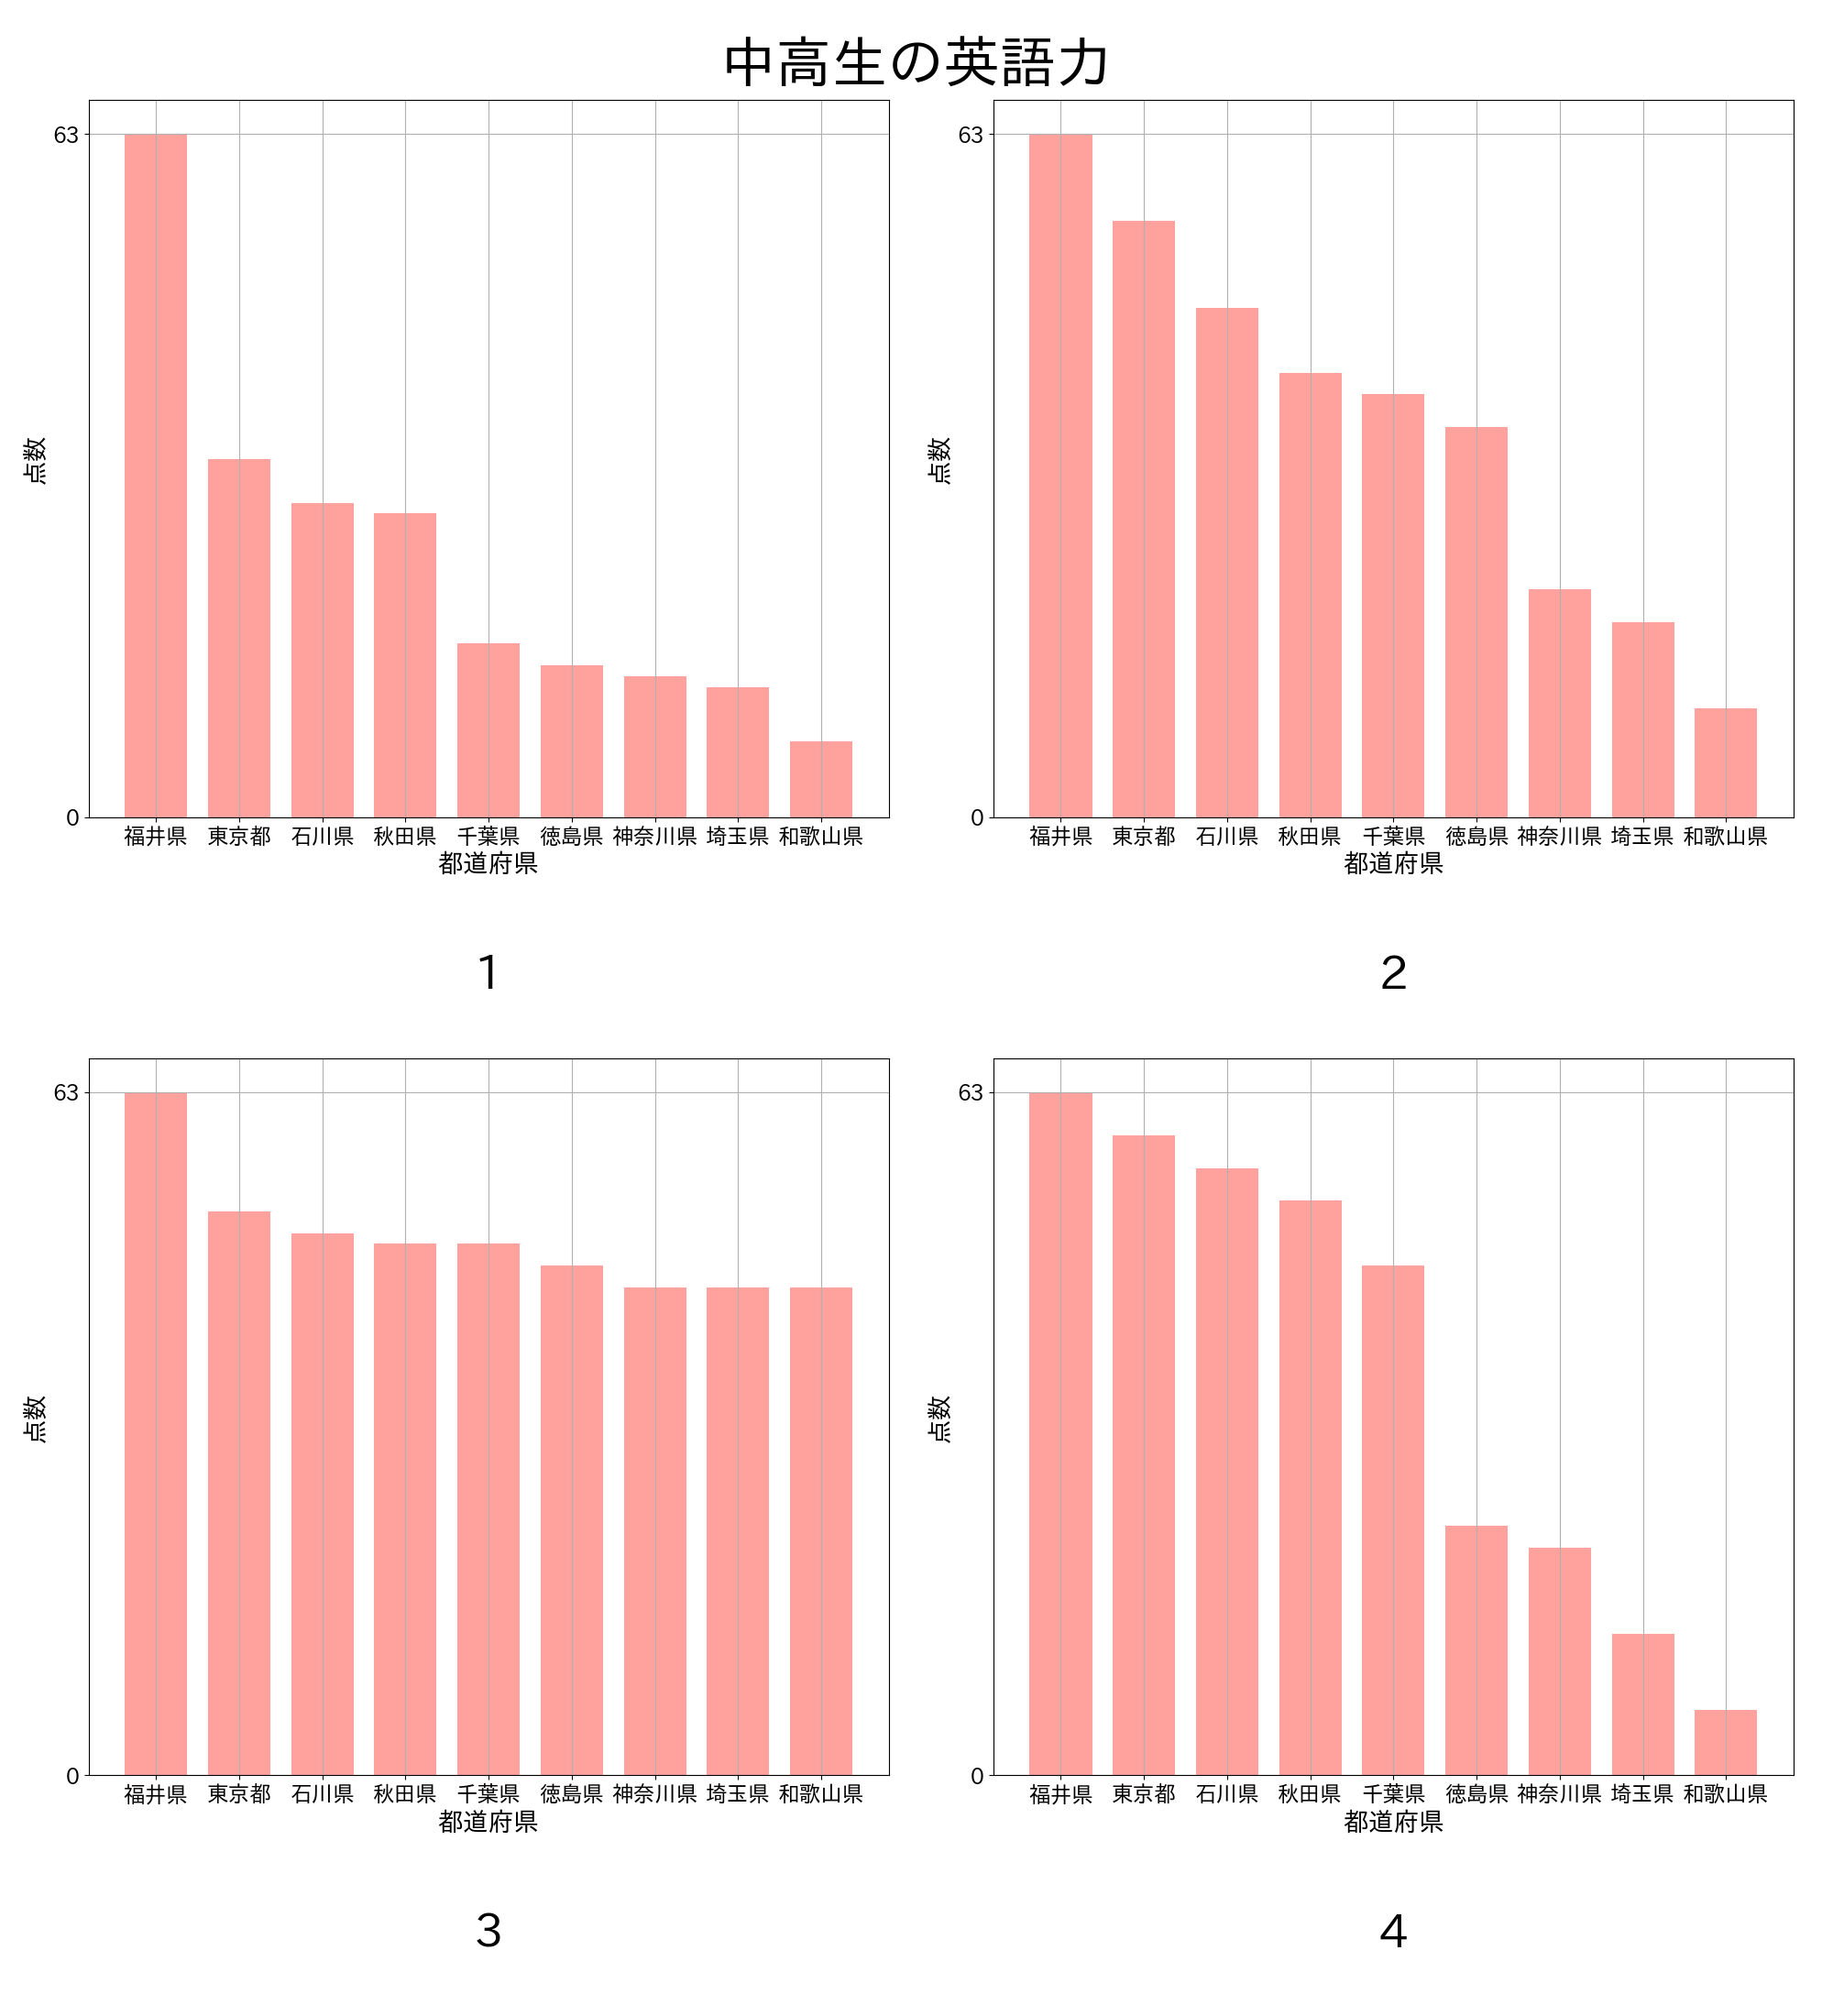 中高生の英語力
63
0
点数
福井県 東京都 石川県 秋田県 千葉県 徳島県 神奈川県 埼玉県 和歌山県
都道府県
1
63
0
点数
福井県 東京都 石川県 秋田県 千葉県 徳島県 神奈川県 埼玉県 和歌山県
都道府県
2
63
0
点数
福井県 東京都 石川県 秋田県 千葉県 徳島県 神奈川県 埼玉県 和歌山県
都道府県
3
63
0
点数
福井県 東京都 石川県 秋田県 千葉県 徳島県 神奈川県 埼玉県 和歌山県
都道府県
4